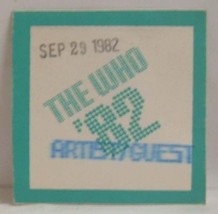 SEP 29 1982
THE WHO
'82
ARTIST/GUEST